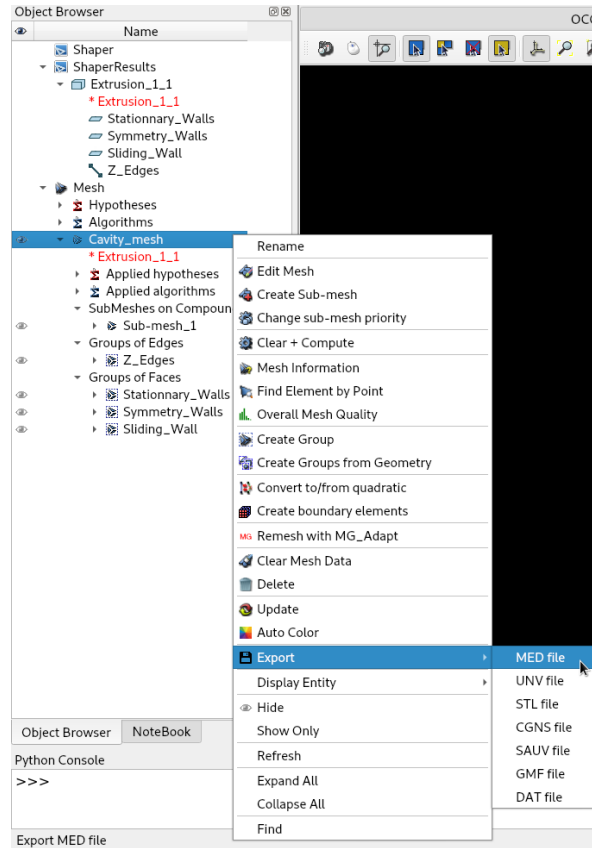 Object Browser
OCC
Name
Shaper
ShaperResults
Extrusion_1_1
* Extrusion_1_1
Stationnary_Walls
Symmetry_Walls
Sliding_Wall
Z_Edges
Mesh
Hypotheses
Algorithms
Cavity_mesh
* Extrusion_1_1
Applied hypotheses
Applied algorithms
SubMeshes on Compoun
Sub-mesh_1
Groups of Edges
Z_Edges
Groups of Faces
Stationnary_Walls
Symmetry_Walls
Sliding_Wall
Rename
Edit Mesh
Create Sub-mesh
Change sub-mesh priority
Clear + Compute
Mesh Information
Find Element by Point
Overall Mesh Quality
Create Group
Create Groups from Geometry
Convert to/from quadratic
Create boundary elements
MG Remesh with MG_Adapt
Clear Mesh Data
Delete
Update
Auto Color
Export
Display Entity
Hide
Show Only
Refresh
Expand All
Collapse All
Find
MED file
UNV file
STL file
CGNS file
SAUV file
GMF file
DAT file
Object Browser NoteBook
Python Console
>>>
Export MED file